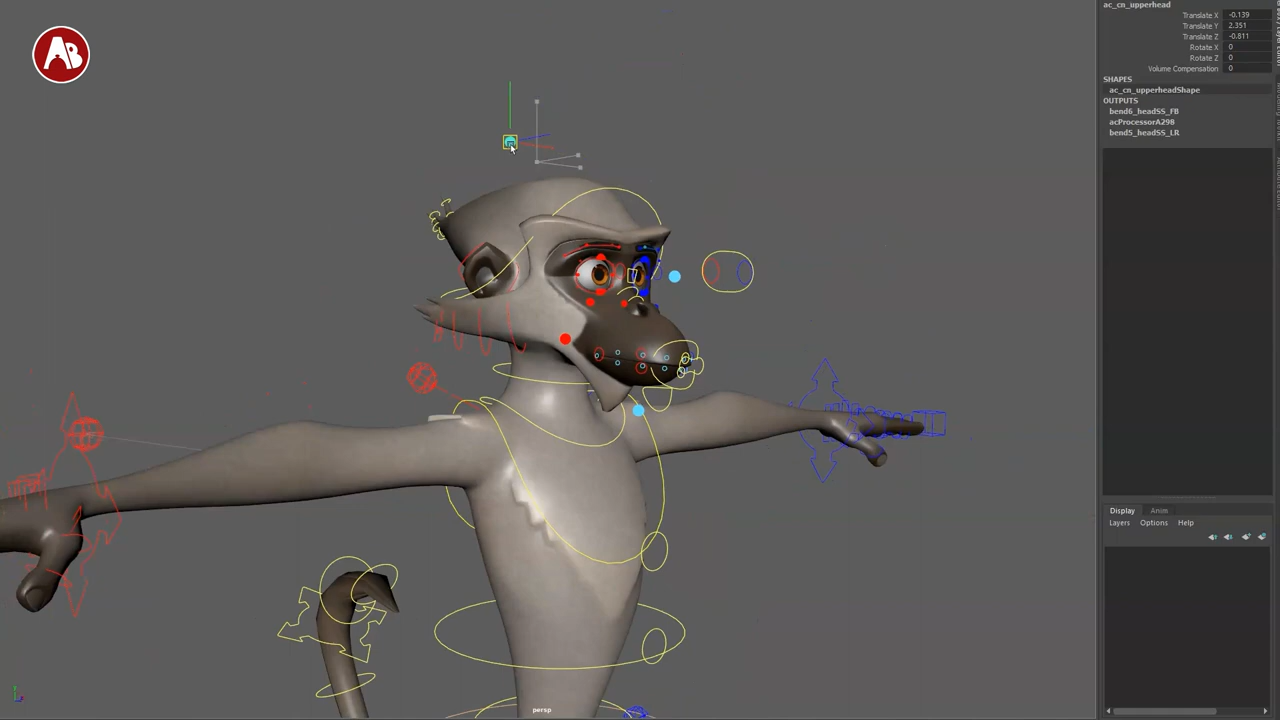 AB
ac_cn_upperhead
Translate X -0.139
Translate Y 2.351
Translate Z -0.811
Rotate X 0
Rotate Z 0
Volume Compensation 0
SHAPES
ac_cn_upperheadShape
OUTPUTS
bend6_headSS_FB
acProcessorA29B
bend5_headSS_LR
Display Anim
Layers Options Help
persp